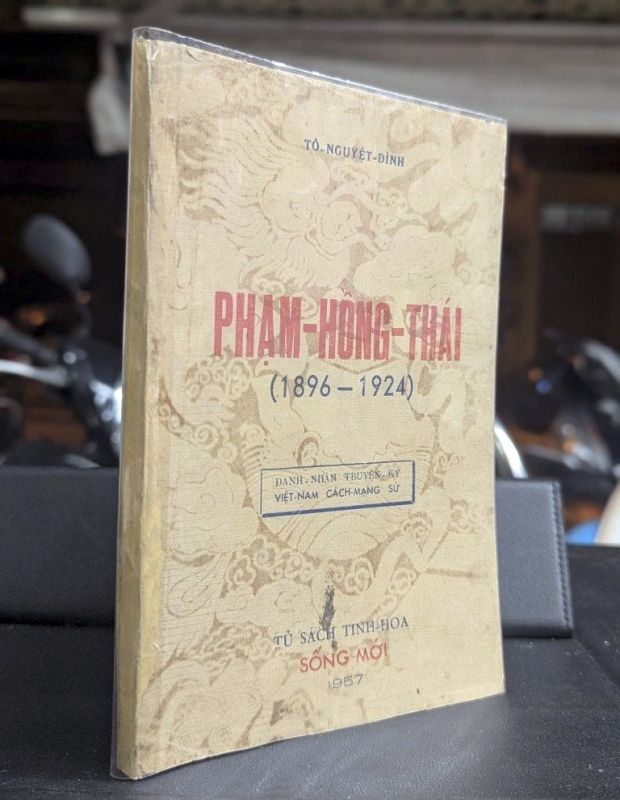 TÔ-NGUYỆT-ĐÌNH
PHẠM-HỒNG-THÁI
(1896 — 1924)
DANH - NHÂN TRUYỆN - KÝ
VIỆT-NAM CÁCH-MẠNG SỬ
TỦ SÁCH TINH-HOA
SỐNG-MỚI
1957